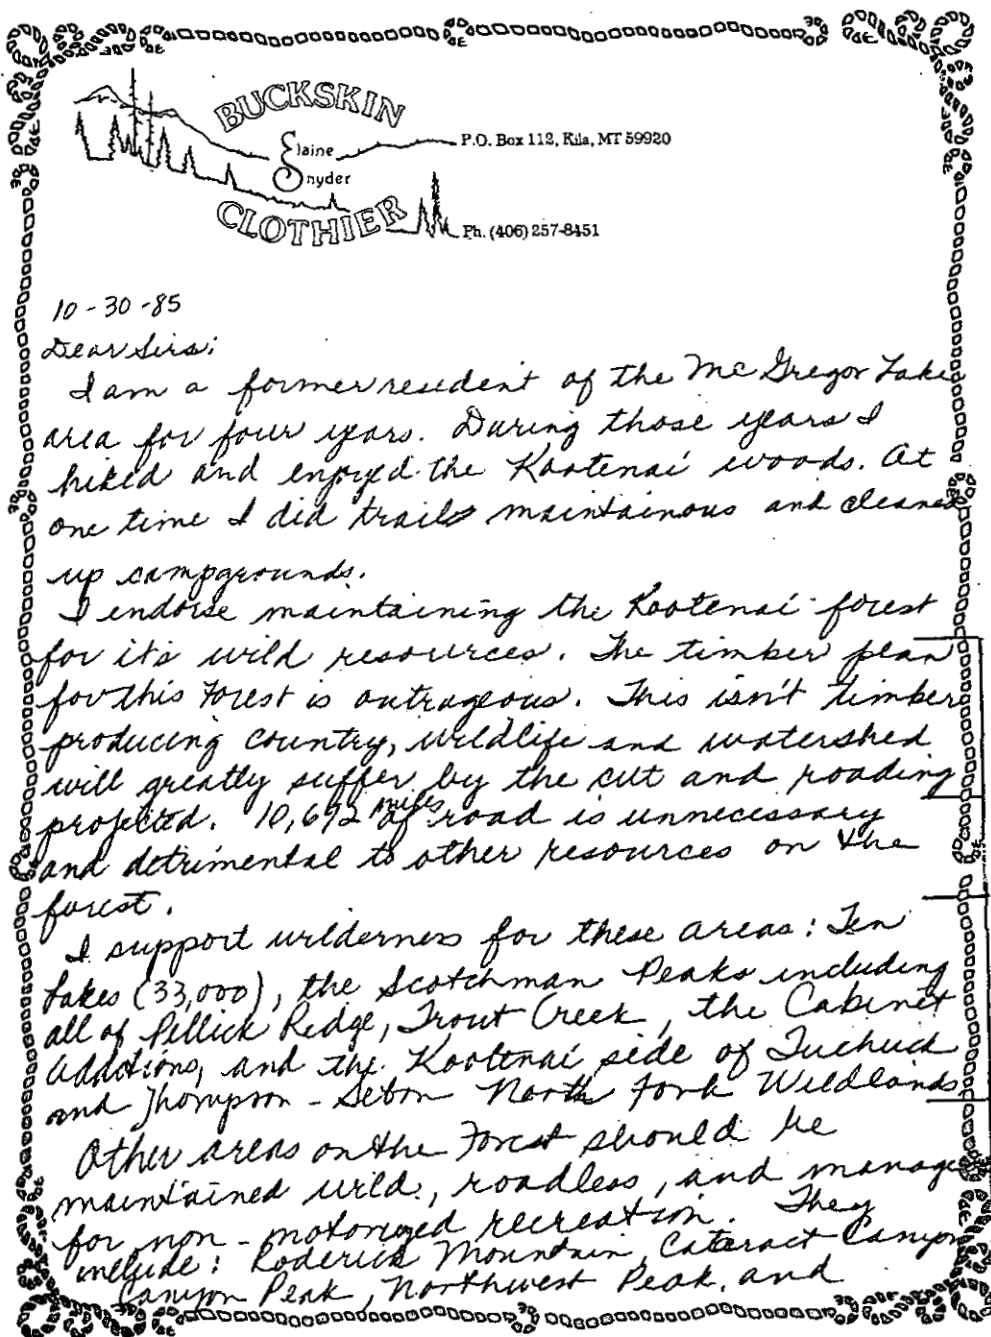 BUCKSKIN
Elaine
Snyder
CLOTHIER
P.O. Box 112, Kila, MT 59920
Ph. (406) 257-8451
10-30-85
Dear Sirs:
I am a former resident of the McGregor Lake
area for four years. During those years I
hiked and enjoyed the Kootenai woods. At
one time I did trails maintainous and cleaned
up campgrounds.
I endorse maintaining the Kootenai forest
for it's wild resources. The timber plan
for this Forest is outrageous. This isn't timber
producing country, wildlife and watershed
will greatly suffer by the cut and roading
projected. 10,692 miles of road is unnecessary
and detrimental to other resources on the
forest.
I support wilderness for these areas: Ten
Lakes (33,000), the Scotchman Peaks including
all of Pellick Ridge, Trout Creek, the Cabinet
additions, and the Kootenai side of Tuchuck
and Thompson-Seton North Fork Wildlands
Other areas on the Forest should be
maintained wild, roadless, and manage
for non-motorized recreation. They
include: Roderick Mountain, Cataract Canyon
Canyon Peak, Northwest Peak, and